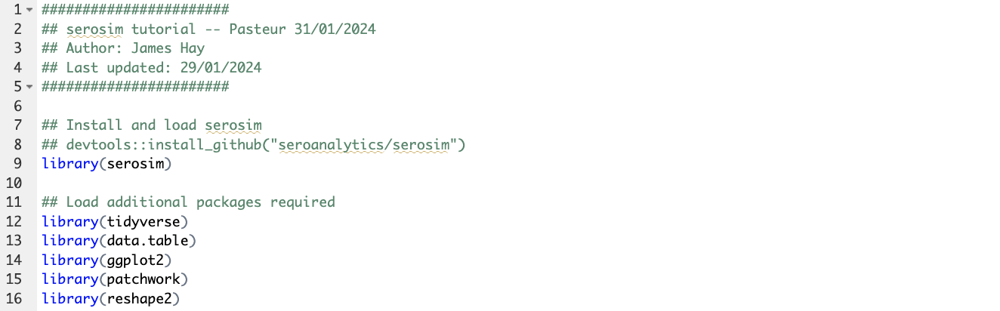 1 #######################
2 ## serosim tutorial -- Pasteur 31/01/2024
3 ## Author: James Hay
4 ## Last updated: 29/01/2024
5 #######################
6
7 ## Install and load serosim
8 ## devtools::install_github("seroanalytics/serosim")
9 library(serosim)
10
11 ## Load additional packages required
12 library(tidyverse)
13 library(data.table)
14 library(ggplot2)
15 library(patchwork)
16 library(reshape2)